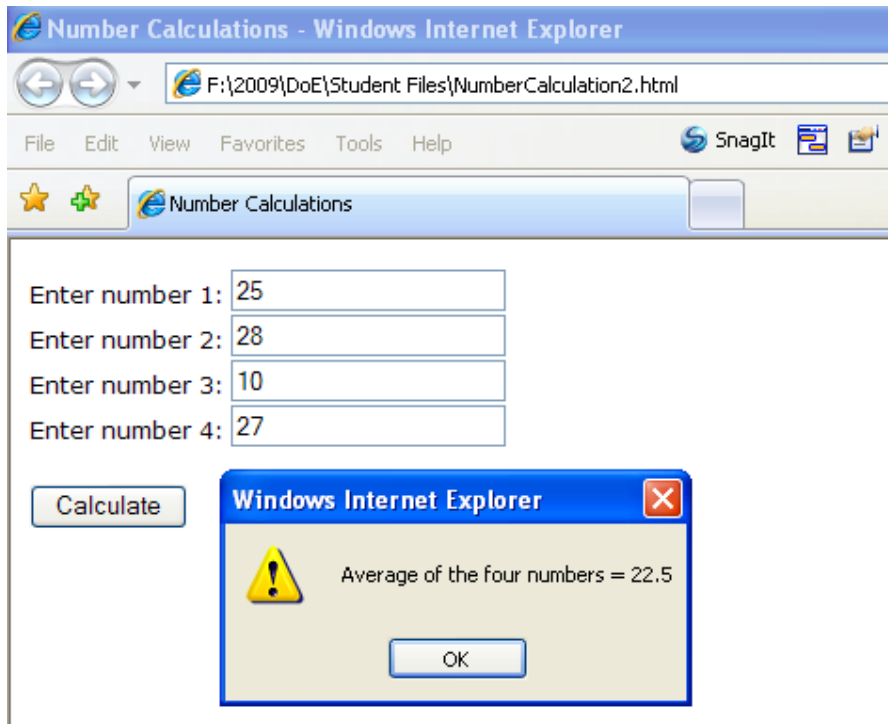 Number Calculations - Windows Internet Explorer
F:\2009\DoE\Student Files\NumberCalculation2.html
File Edit View Favorites Tools Help SnagIt
Number Calculations
Enter number 1: 25
Enter number 2: 28
Enter number 3: 10
Enter number 4: 27
Calculate
Windows Internet Explorer
Average of the four numbers = 22.5
OK